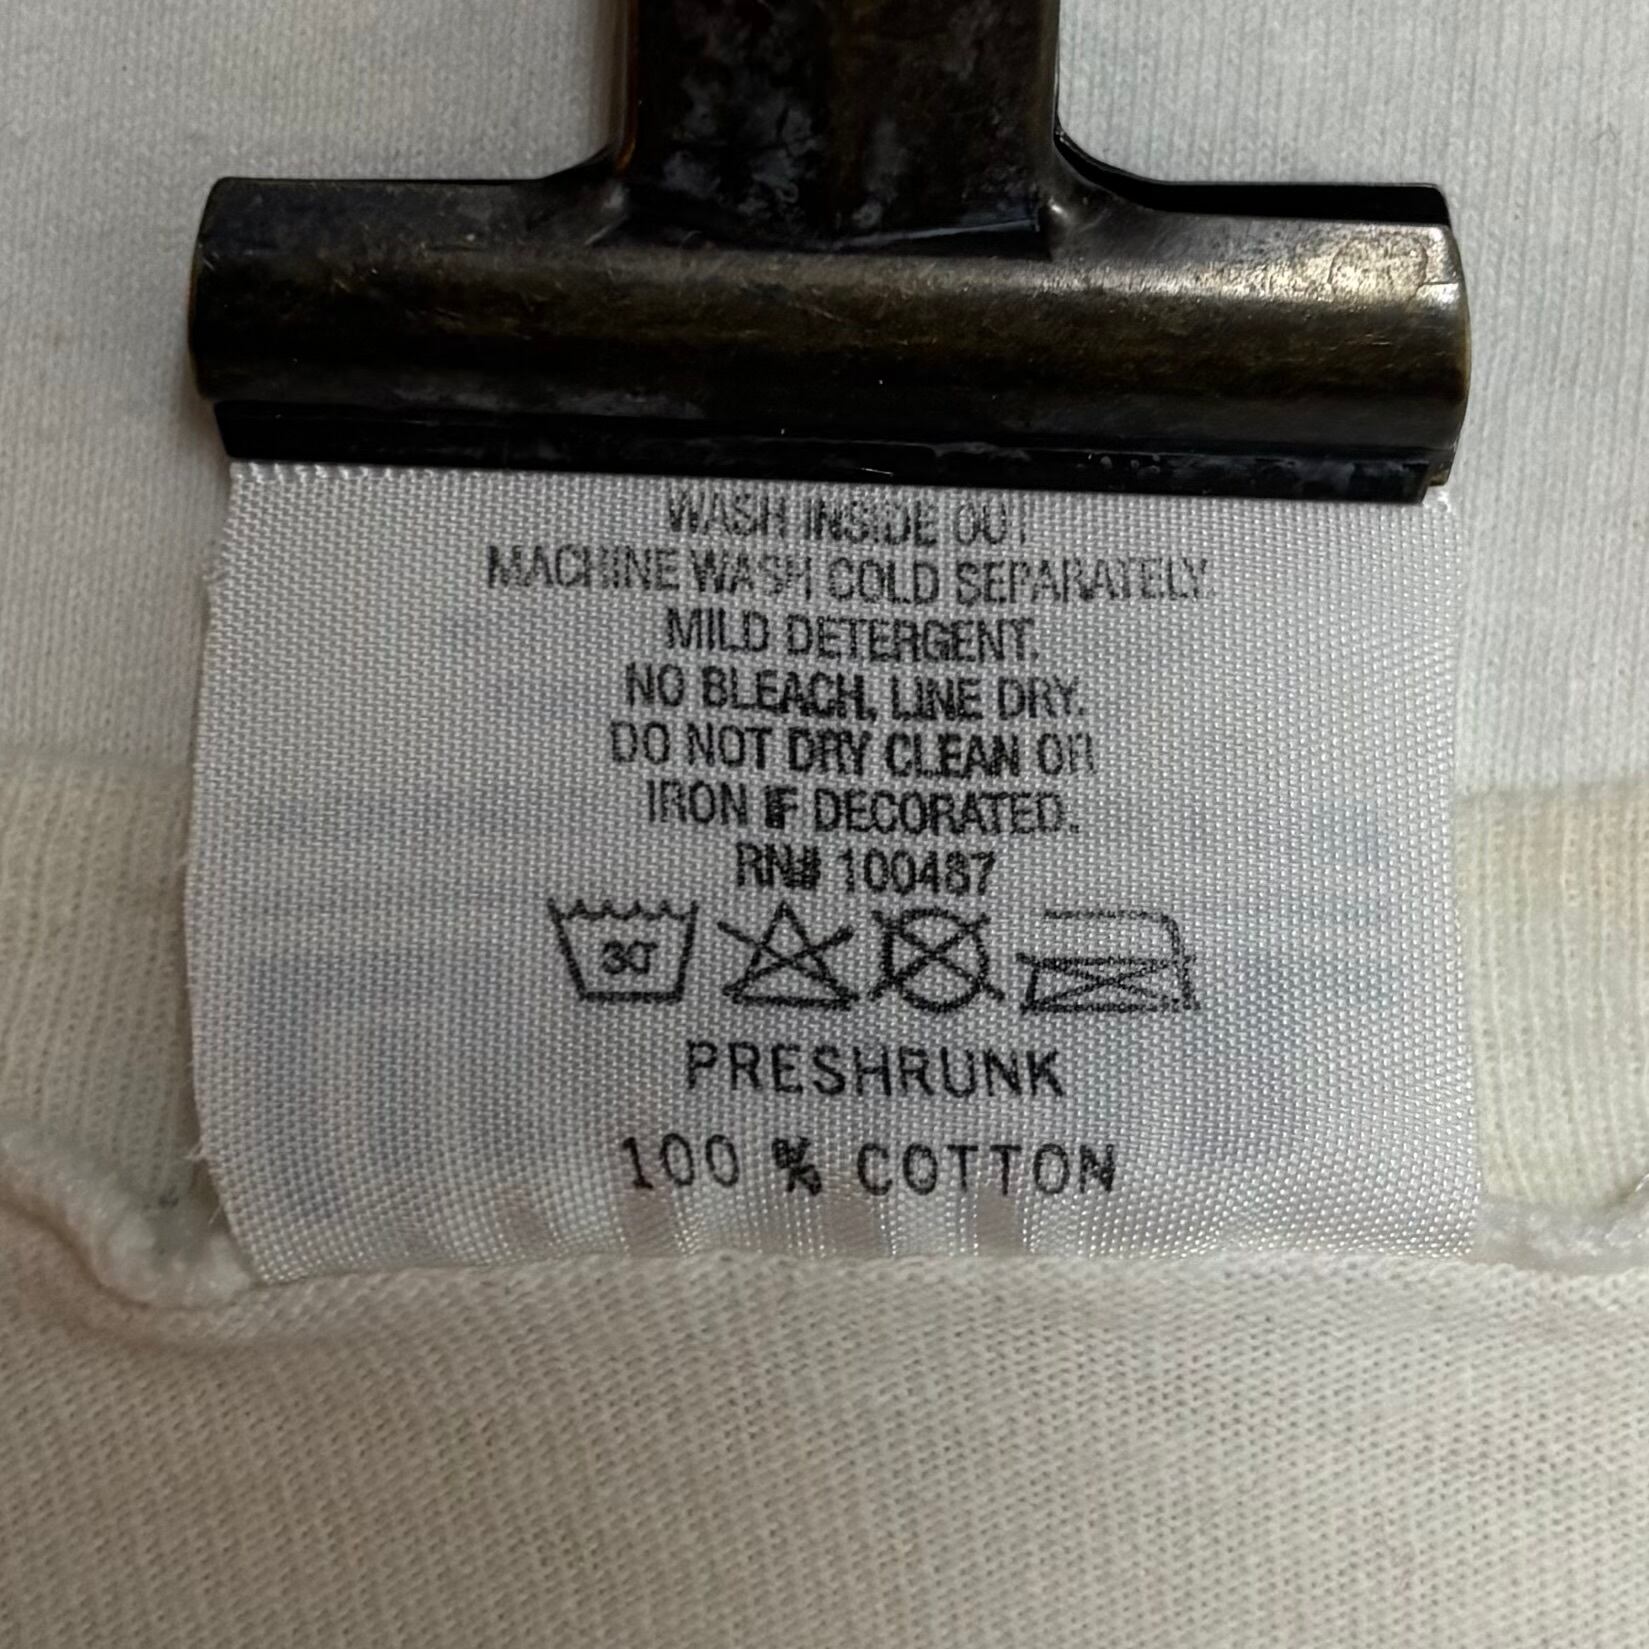 WASH INSIDE OUT
MACHINE WASH COLD SEPARATELY.
MILD DETERGENT.
NO BLEACH, LINE DRY.
DO NOT DRY CLEAN OR
IRON IF DECORATED.
RN# 100487
30°
PRESHRUNK
100 % COTTON